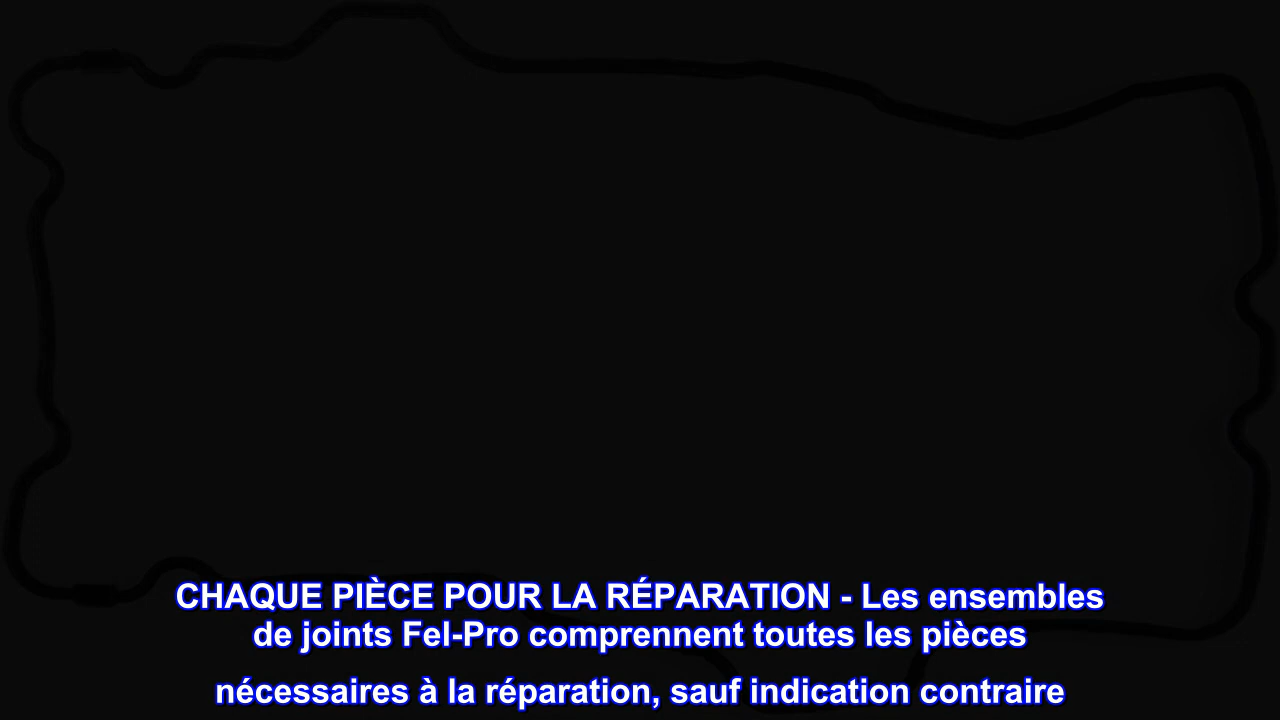 CHAQUE PIÈCE POUR LA RÉPARATION - Les ensembles
de joints Fel-Pro comprennent toutes les pièces
nécessaires à la réparation, sauf indication contraire